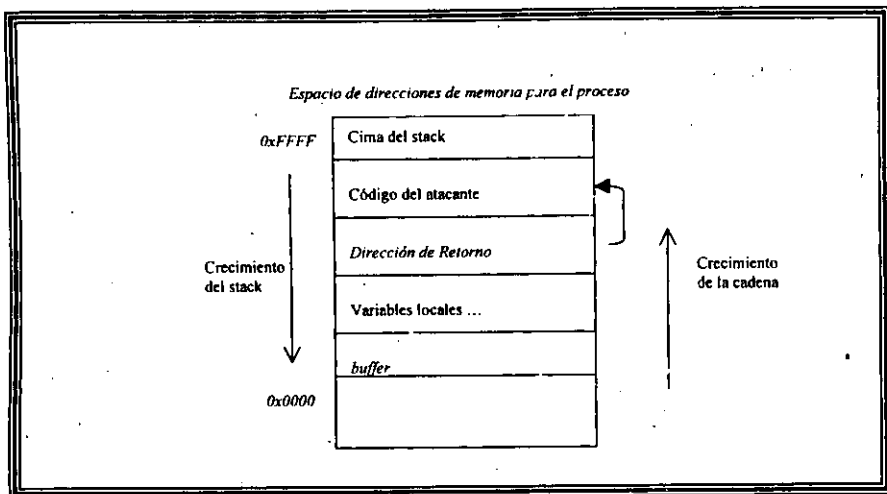 Espacio de direcciones de memoria para el proceso
0xFFFF
Cima del stack
Código del atacante
Dirección de Retorno
Crecimiento
del stack
Crecimiento
de la cadena
Variables locales ...
buffer
0x0000